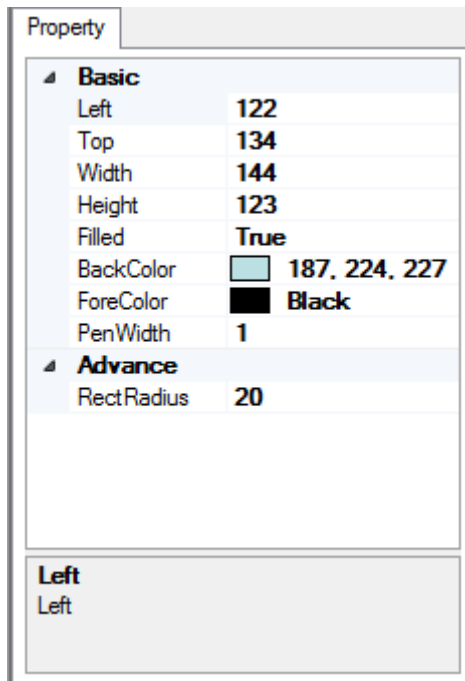 Property
Basic
Left 122
Top 134
Width 144
Height 123
Filled True
BackColor 187, 224, 227
ForeColor Black
PenWidth 1
Advance
RectRadius 20
Left
Left